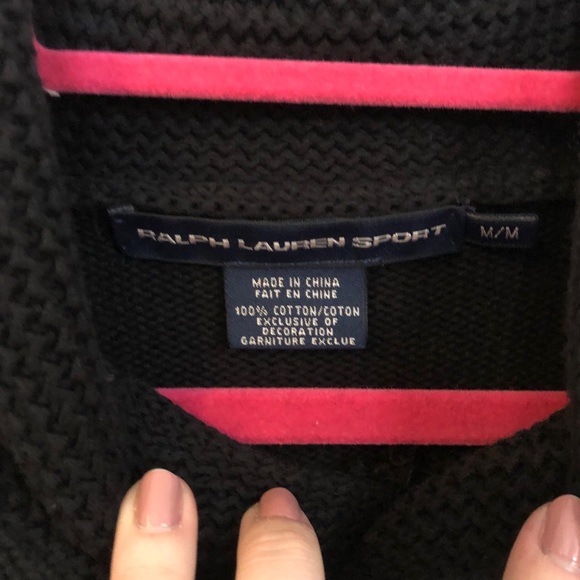 RALPH LAUREN SPORT
M/M
MADE IN CHINA
FAIT EN CHINE
100% COTTON/COTON
EXCLUSIVE OF
DECORATION
GARNITURE EXCLUE